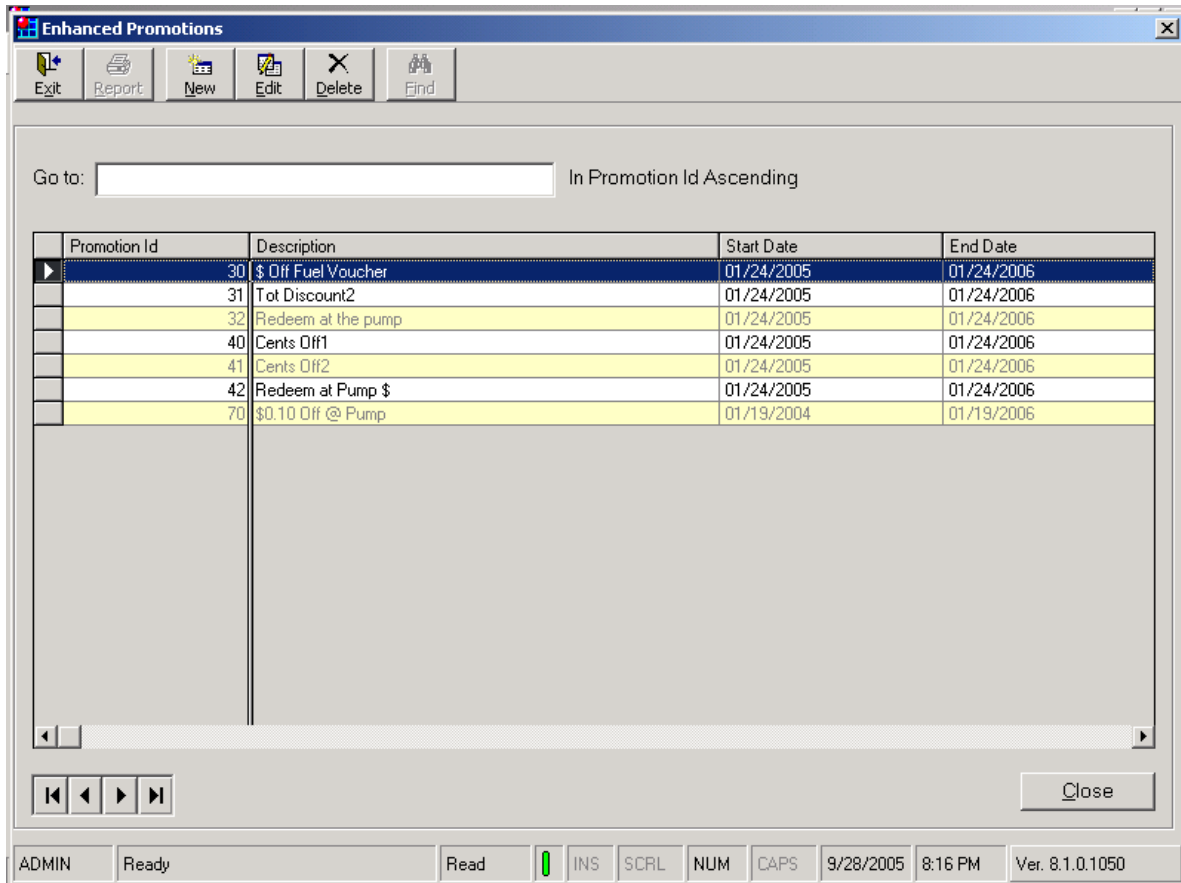 Enhanced Promotions
Exit Report New Edit Delete Find
Go to: In Promotion Id Ascending
Promotion Id Description Start Date End Date
30 $ Off Fuel Voucher 01/24/2005 01/24/2006
31 Tot Discount2 01/24/2005 01/24/2006
32 Redeem at the pump 01/24/2005 01/24/2006
40 Cents Off1 01/24/2005 01/24/2006
41 Cents Off2 01/24/2005 01/24/2006
42 Redeem at Pump $ 01/24/2005 01/24/2006
70 $0.10 Off @ Pump 01/19/2004 01/19/2006
Close
ADMIN Ready Read INS SCRL NUM CAPS 9/28/2005 8:16 PM Ver. 8.1.0.1050